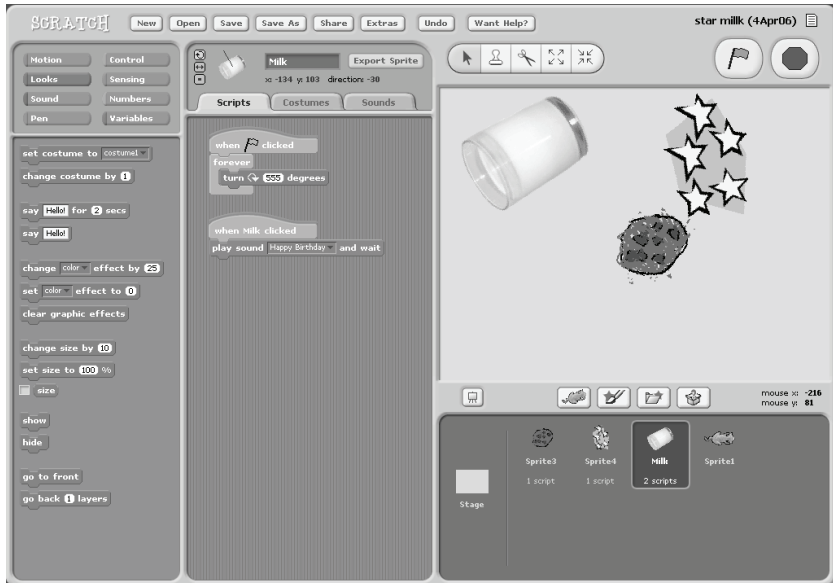 SCRATCH New Open Save Save As Share Extras Undo Want Help? star millk (4Apr06)
Motion Control
Looks Sensing
Sound Numbers
Pen Variables
set costume to costume1
change costume by 1
say Hello! for 2 secs
say Hello!
change color effect by 25
set color effect to 0
clear graphic effects
change size by 10
set size to 100 %
size
show
hide
go to front
go back 1 layers
Milk Export Sprite
x: -134 y: 103 direction: -30
Scripts Costumes Sounds
when clicked
forever
turn 555 degrees
when Milk clicked
play sound Happy Birthday and wait
mouse x: -216
mouse y: 81
Sprite3 Sprite4 Milk Sprite1
1 script 1 script 2 scripts
Stage